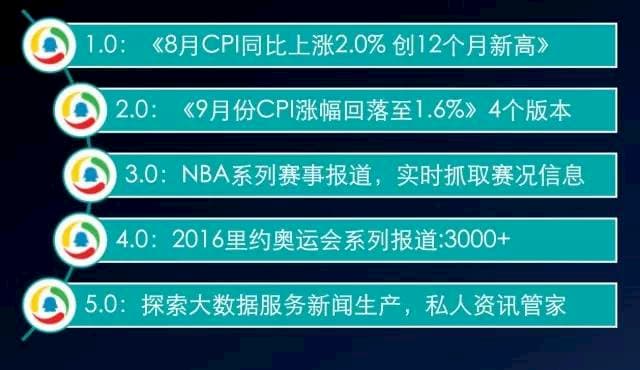 1.0：《8月CPI同比上涨2.0% 创12个月新高》
2.0：《9月份CPI涨幅回落至1.6%》4个版本
3.0：NBA系列赛事报道，实时抓取赛况信息
4.0：2016里约奥运会系列报道:3000+
5.0：探索大数据服务新闻生产，私人资讯管家